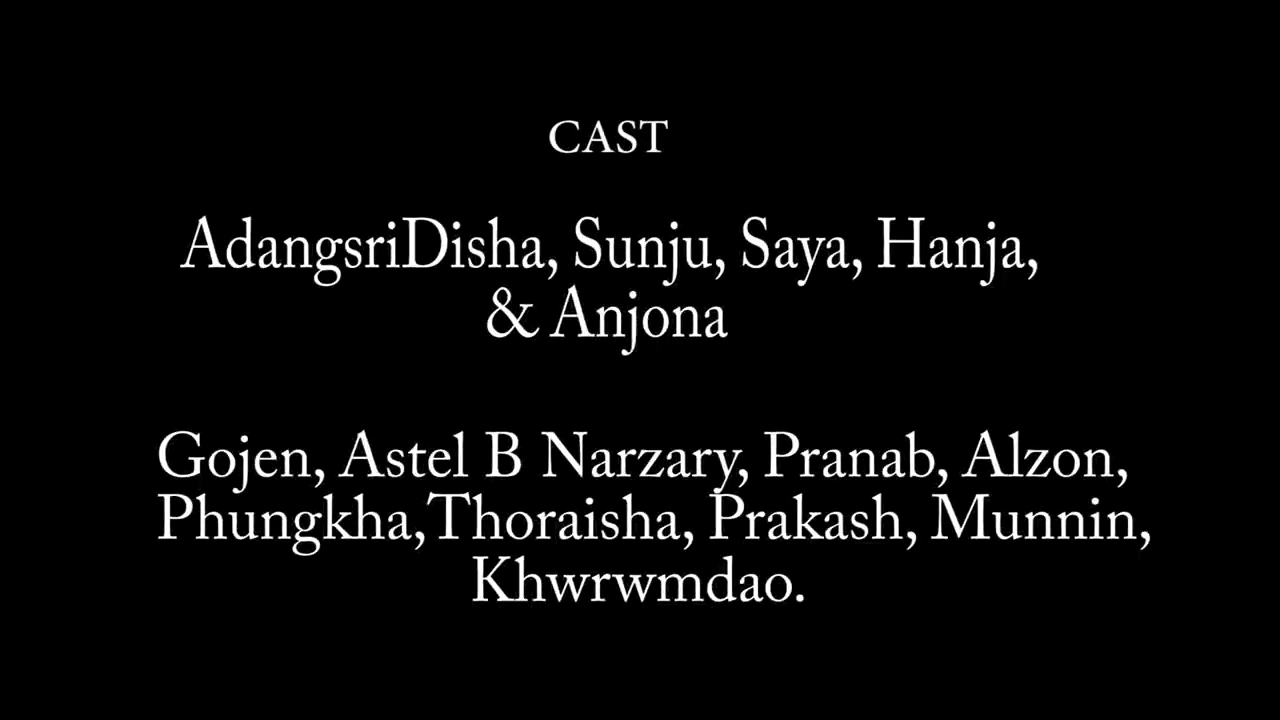 CAST
AdangsriDisha, Sunju, Saya, Hanja,
& Anjona
Gojen, Astel B Narzary, Pranab, Alzon,
Phungkha,Thoraisha, Prakash, Munnin,
Khwrwmdao.